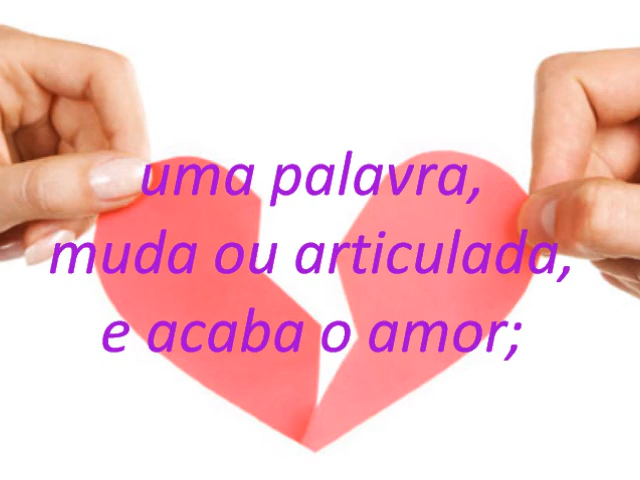 uma palavra,
muda ou articulada,
e acaba o amor;